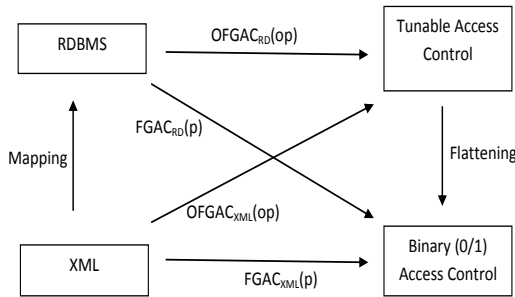 OFGAC_RD(op)
Tunable Access
Control
RDBMS
FGAC_RD(p)
Mapping
Flattening
OFGAC_XML(op)
XML
FGAC_XML(p)
Binary (0/1)
Access Control